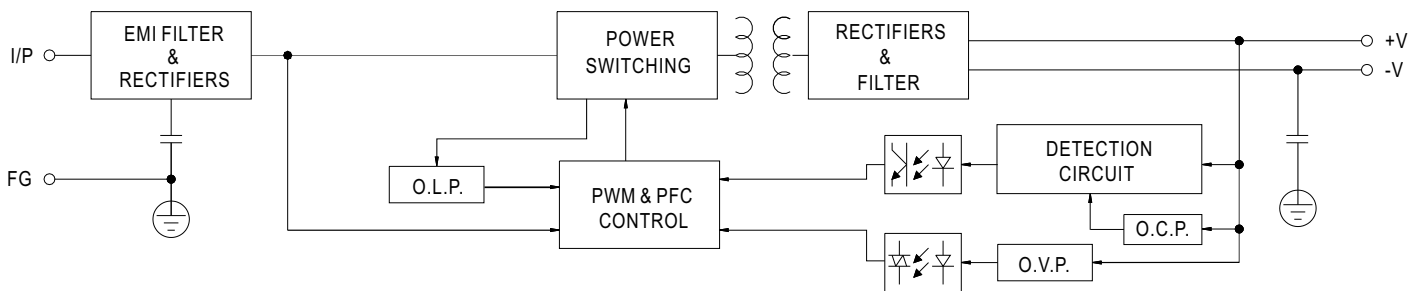 I/P
EMI FILTER
&
RECTIFIERS
POWER
SWITCHING
RECTIFIERS
&
FILTER
+V
-V
FG
O.L.P.
PWM & PFC
CONTROL
DETECTION
CIRCUIT
O.C.P.
O.V.P.